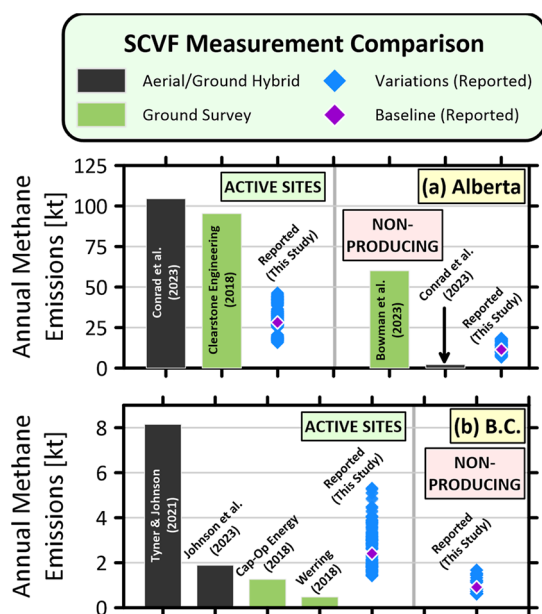 SCVF Measurement Comparison
Aerial/Ground Hybrid
Variations (Reported)
Ground Survey
Baseline (Reported)
Annual Methane
Emissions [kt]
125
100
75
50
25
0
ACTIVE SITES
(a) Alberta
NON-
PRODUCING
Conrad et al.
(2023)
Clearstone Engineering
(2018)
Reported
(This Study)
Bowman et al.
(2023)
Conrad et al.
(2023)
Reported
(This Study)
Annual Methane
Emissions [kt]
8
6
4
2
0
ACTIVE SITES
(b) B.C.
NON-
PRODUCING
Tyner & Johnson
(2021)
Johnson et al.
(2023)
Cap-Op Energy
(2018)
Werring
(2018)
Reported
(This Study)
Reported
(This Study)